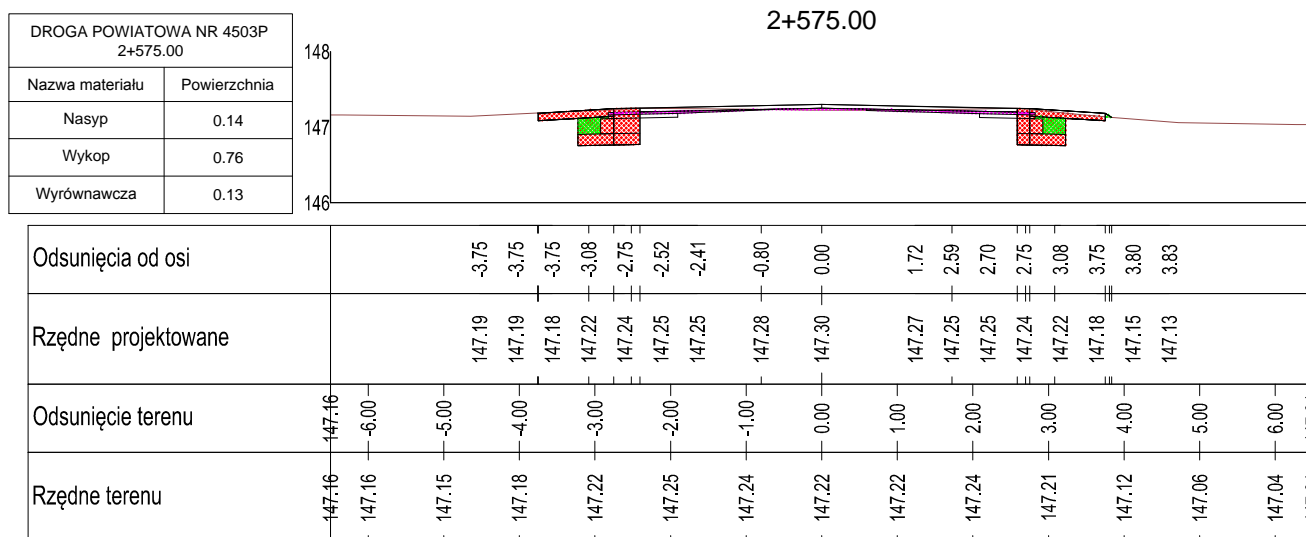 2+575.00
DROGA POWIATOWA NR 4503P
2+575.00
Nazwa materiału Powierzchnia
Nasyp 0.14
Wykop 0.76
Wyrównawcza 0.13
148
147
146
Odsunięcia od osi -3.75 -3.75 -3.75 -3.08 -2.75 -2.52 -2.41 -0.80 0.00 1.72 2.59 2.70 2.75 3.08 3.75 3.80 3.83
Rzędne projektowane 147.19 147.19 147.18 147.22 147.24 147.25 147.25 147.28 147.30 147.27 147.25 147.25 147.24 147.22 147.18 147.15 147.13
Odsunięcie terenu 147.16 -6.00 -5.00 -4.00 -3.00 -2.00 -1.00 0.00 1.00 2.00 3.00 4.00 5.00 6.00
Rzędne terenu 147.16 147.16 147.15 147.18 147.22 147.25 147.24 147.22 147.22 147.24 147.21 147.12 147.06 147.04